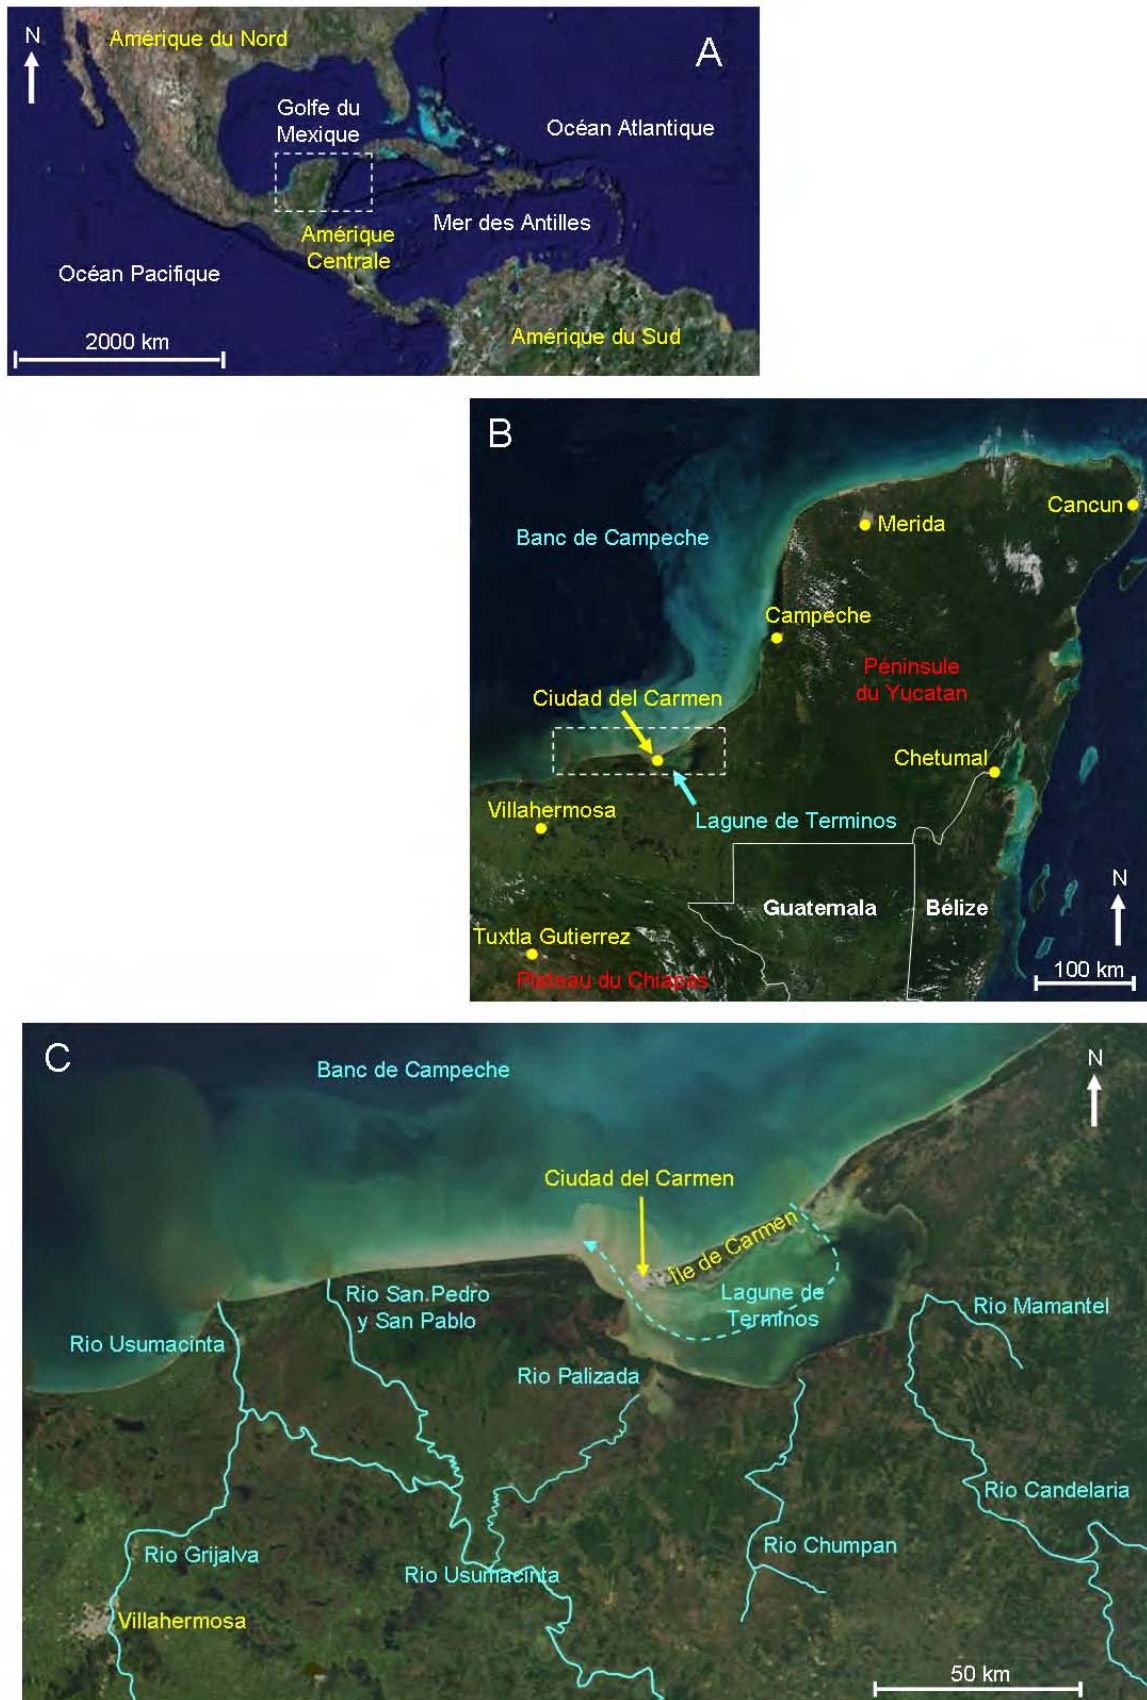 N
Amérique du Nord
A
Golfe du
Mexique
Océan Atlantique
Mer des Antilles
Amérique
Centrale
Océan Pacifique
2000 km
Amérique du Sud
B
Cancun
Merida
Banc de Campeche
Campeche
Péninsule
du Yucatan
Ciudad del Carmen
Chetumal
Villahermosa
Lagune de Terminos
N
Guatemala
Bélize
Tuxtla Gutierrez
100 km
Plateau du Chiapas
C
Banc de Campeche
N
Ciudad del Carmen
Île de Carmen
Rio San Pedro
y San Pablo
Lagune de
Terminos
Rio Mamantel
Rio Usumacinta
Rio Palizada
Rio Candelaria
Rio Grijalva
Rio Chumpan
Rio Usumacinta
Villahermosa
50 km